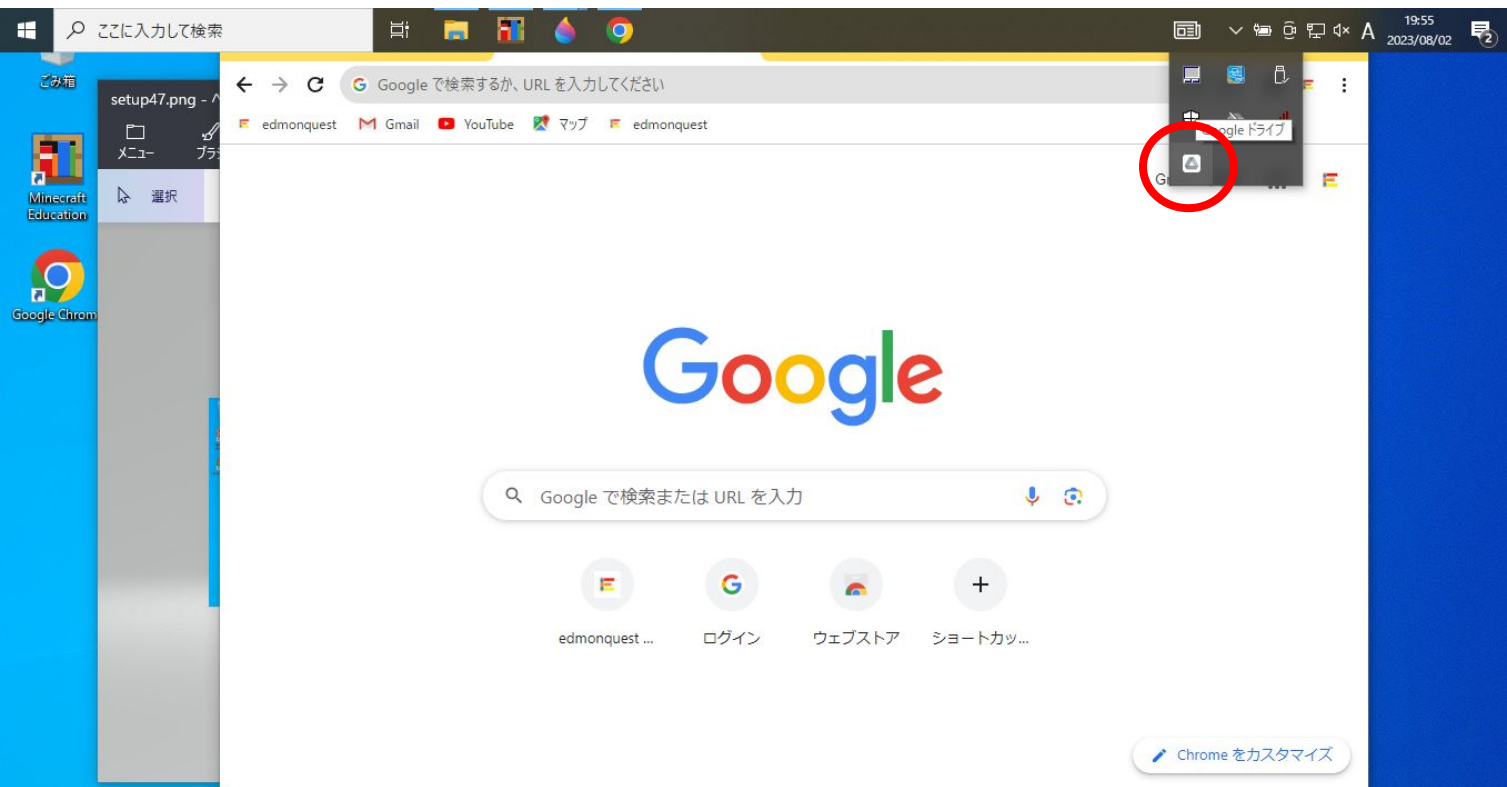 ここに入力して検索
A
19:55
2023/08/02
2
ごみ箱
setup47.png - ペ
メニュー
Minecraft
Education
選択
Google Chrom
Google で検索するか、URL を入力してください
edmonquest
Gmail
YouTube
マップ
edmonquest
Google ドライブ
Google
Google で検索または URL を入力
edmonquest ...
ログイン
ウェブストア
ショートカッ...
Chrome をカスタマイズ